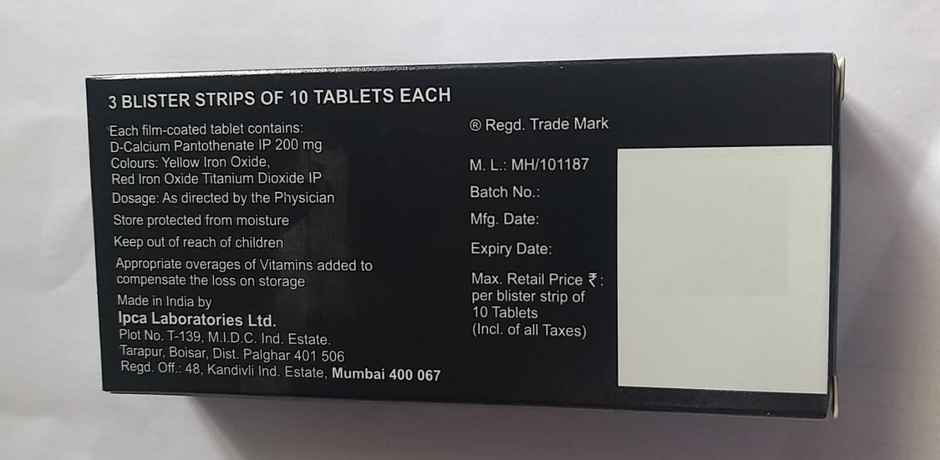 3 BLISTER STRIPS OF 10 TABLETS EACH
Each film-coated tablet contains:
D-Calcium Pantothenate IP 200 mg
Colours: Yellow Iron Oxide,
Red Iron Oxide Titanium Dioxide IP
Dosage: As directed by the Physician
Store protected from moisture
Keep out of reach of children
Appropriate overages of Vitamins added to
compensate the loss on storage
Made in India by
Ipca Laboratories Ltd.
Plot No. T-139, M.I.D.C. Ind. Estate.
Tarapur, Boisar, Dist. Palghar 401 506
Regd. Off.: 48, Kandivli Ind. Estate, Mumbai 400 067
® Regd. Trade Mark
M. L.: MH/101187
Batch No.:
Mfg. Date:
Expiry Date:
Max. Retail Price ₹ :
per blister strip of
10 Tablets
(Incl. of all Taxes)